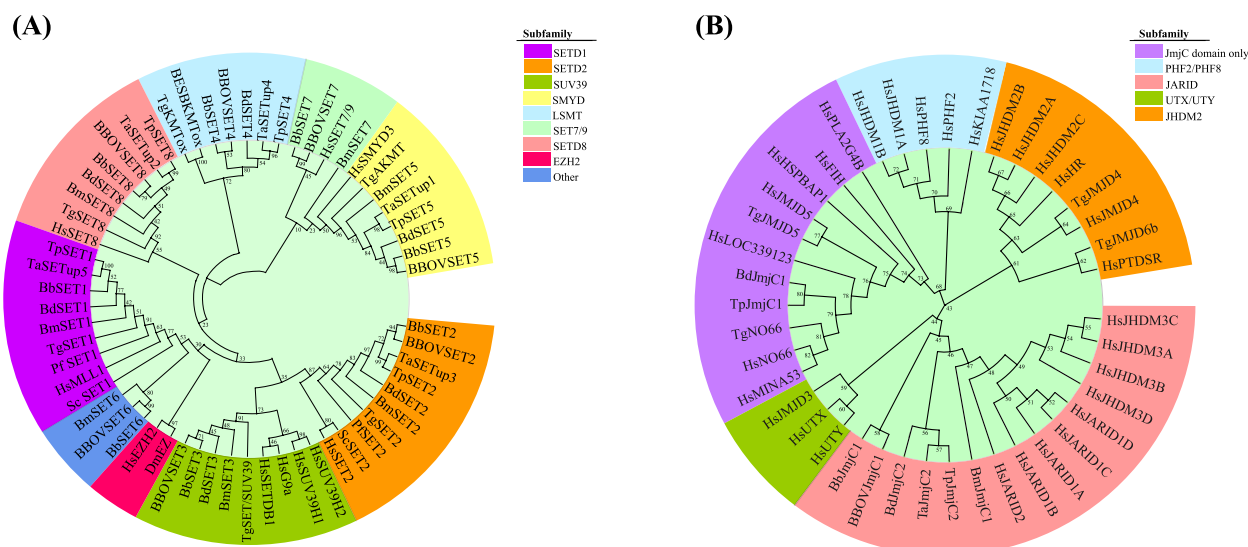 (A)
Subfamily
SETD1
SETD2
SUV39
SMYD
LSMT
SET7/9
SETD8
EZH2
Other
TpSET8
TaSETup2
BBOVSET8
BbSET8
BdSET8
BmSET8
TgSET8
HsSET8
TgKMTox
BESBKMTox
BbSET4
BBOVSET4
4 LESPB
TaSETup4
TpSET4
BbSET7
BBOVSET7
HsSET7/9
BmSET7
HsSMYD3
TgAKMT
BmSET5
TaSETup1
TpSET5
BdSET5
BbSET5
BBOVSET5
BbSET2
BBOVSET2
TaSETup3
TpSET2
BdSET2
BmSET2
TgSET2
PfSET2
ScSET2
HsSET2
HsSUV39H2
HsSUV39H1
HsG9a
HsSETDB1
TgSET/SUV39
BmSET3
BdSET3
BbSET3
BBOVSET3
DmEZ
HsEZH2
BbSET6
BBOVSET6
BmSET6
Sc SET1
HsMLL1
Pf SET1
TgSET1
BmSET1
BdSET1
BbSET1
TaSETup5
TpSET1
(B)
Subfamily
JmjC domain only
PHF2/PHF8
JARID
UTX/UTY
JHDM2
HsJHDM1B
HsJHDM1A
HsPHF8
HsPHF2
HsKIAA1718
HsJHDM2B
HsJHDM2A
HsJHDM2C
HsHR
TgJMJD4
HsJMJD4
TgJMJD6b
HsPTDSR
HsJHDM3C
HsJHDM3A
HsJHDM3B
HsJHDM3D
HsJARID1D
HsJARID1C
HsJARID1A
HsJARID1B
HsJARID2
BmJmjC1
TpJmjC2
TaJmjC2
BdJmjC2
BBOVJmjC1
BbJmjC1
HsUTY
HsUTX
HsJMJD3
HsMINA53
HsNO66
TgNO66
TpJmjC1
BdJmjC1
HsLOC339123
TgJMJD5
HsJMJD5
HsHSPBAP1
HsPLA2G4B
HsFIH